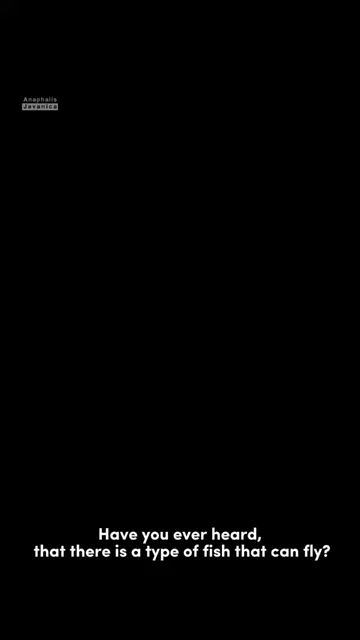 Anaphalis
Javanica
Have you ever heard,
that there is a type of fish that can fly?